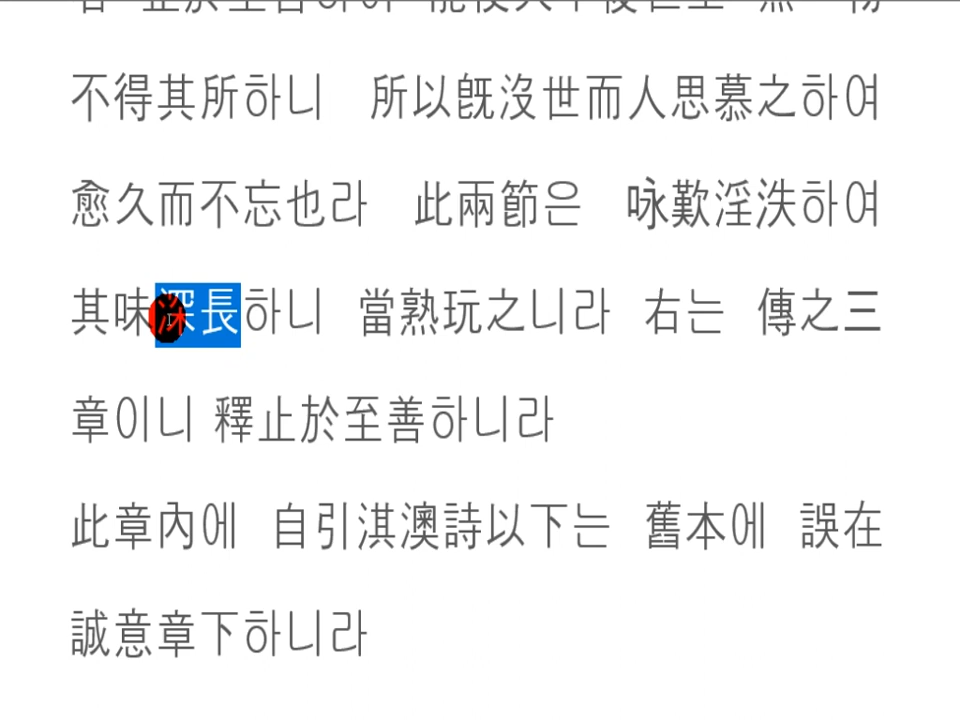 不得其所하니 所以旣沒世而人思慕之하여
愈久而不忘也라 此兩節은 咏歎淫泆하여
其味深長하니 當熟玩之니라 右는 傳之三
章이니 釋止於至善하니라
此章內에 自引淇澳詩以下는 舊本에 誤在
誠意章下하니라